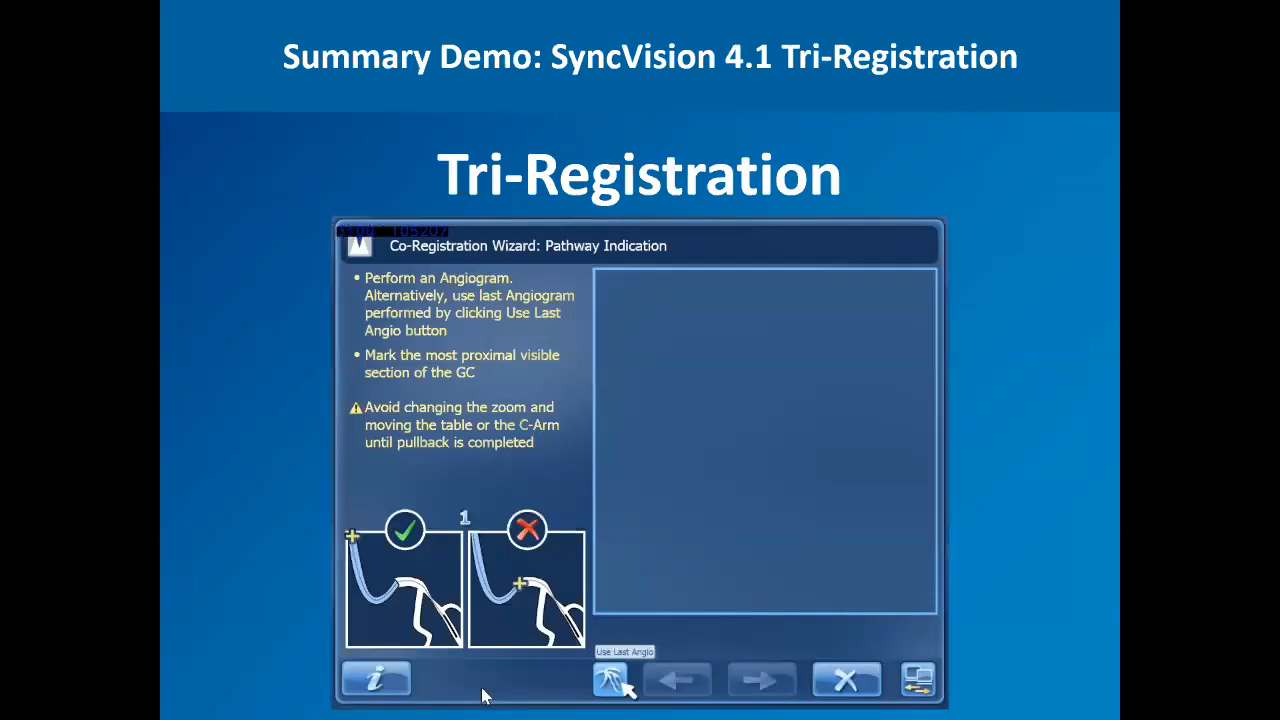 Summary Demo: SyncVision 4.1 Tri-Registration
Tri-Registration
Co-Registration Wizard: Pathway Indication
• Perform an Angiogram.
Alternatively, use last Angiogram
performed by clicking Use Last
Angio button
• Mark the most proximal visible
section of the GC
Avoid changing the zoom and
moving the table or the C-Arm
until pullback is completed
1
Use Last Angio
i